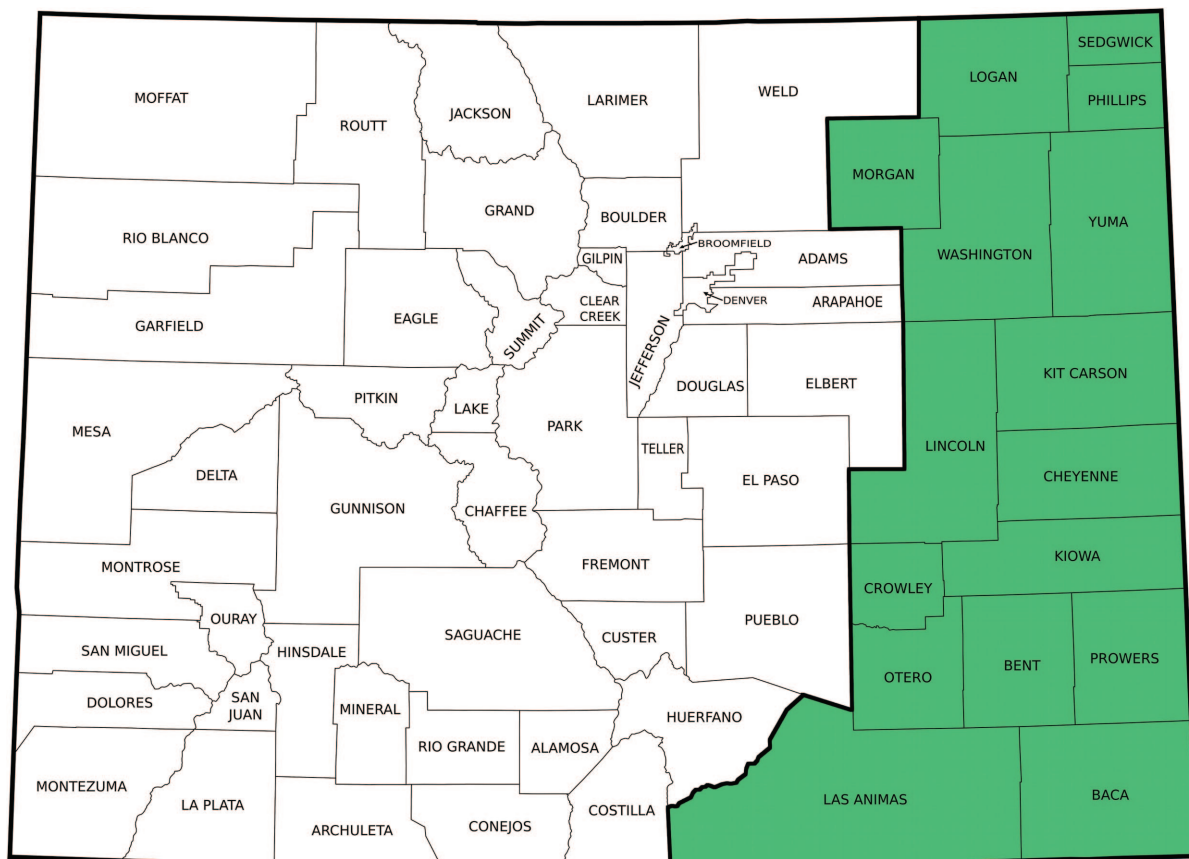 SEDGWICK
LOGAN
MOFFAT
LARIMER
WELD
PHILLIPS
JACKSON
ROUTT
MORGAN
GRAND
BOULDER
YUMA
RIO BLANCO
BROOMFIELD
GILPIN
ADAMS
WASHINGTON
DENVER
ARAPAHOE
CLEAR
CREEK
EAGLE
GARFIELD
SUMMIT
JEFFERSON
KIT CARSON
DOUGLAS
ELBERT
PITKIN
LAKE
PARK
MESA
TELLER
LINCOLN
DELTA
EL PASO
CHEYENNE
GUNNISON
CHAFFEE
KIOWA
MONTROSE
FREMONT
CROWLEY
OURAY
PUEBLO
SAGUACHE
CUSTER
SAN MIGUEL
HINSDALE
PROWERS
BENT
OTERO
DOLORES
SAN
JUAN
MINERAL
HUERFANO
RIO GRANDE
ALAMOSA
MONTEZUMA
BACA
LAS ANIMAS
LA PLATA
COSTILLA
CONEJOS
ARCHULETA